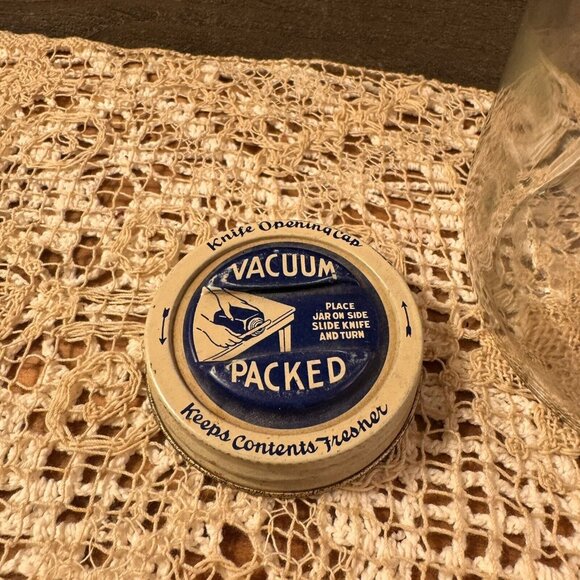 Knife Opening Cap
VACUUM
PLACE
JAR ON SIDE
SLIDE KNIFE
AND TURN
PACKED
Keeps Contents Fresher